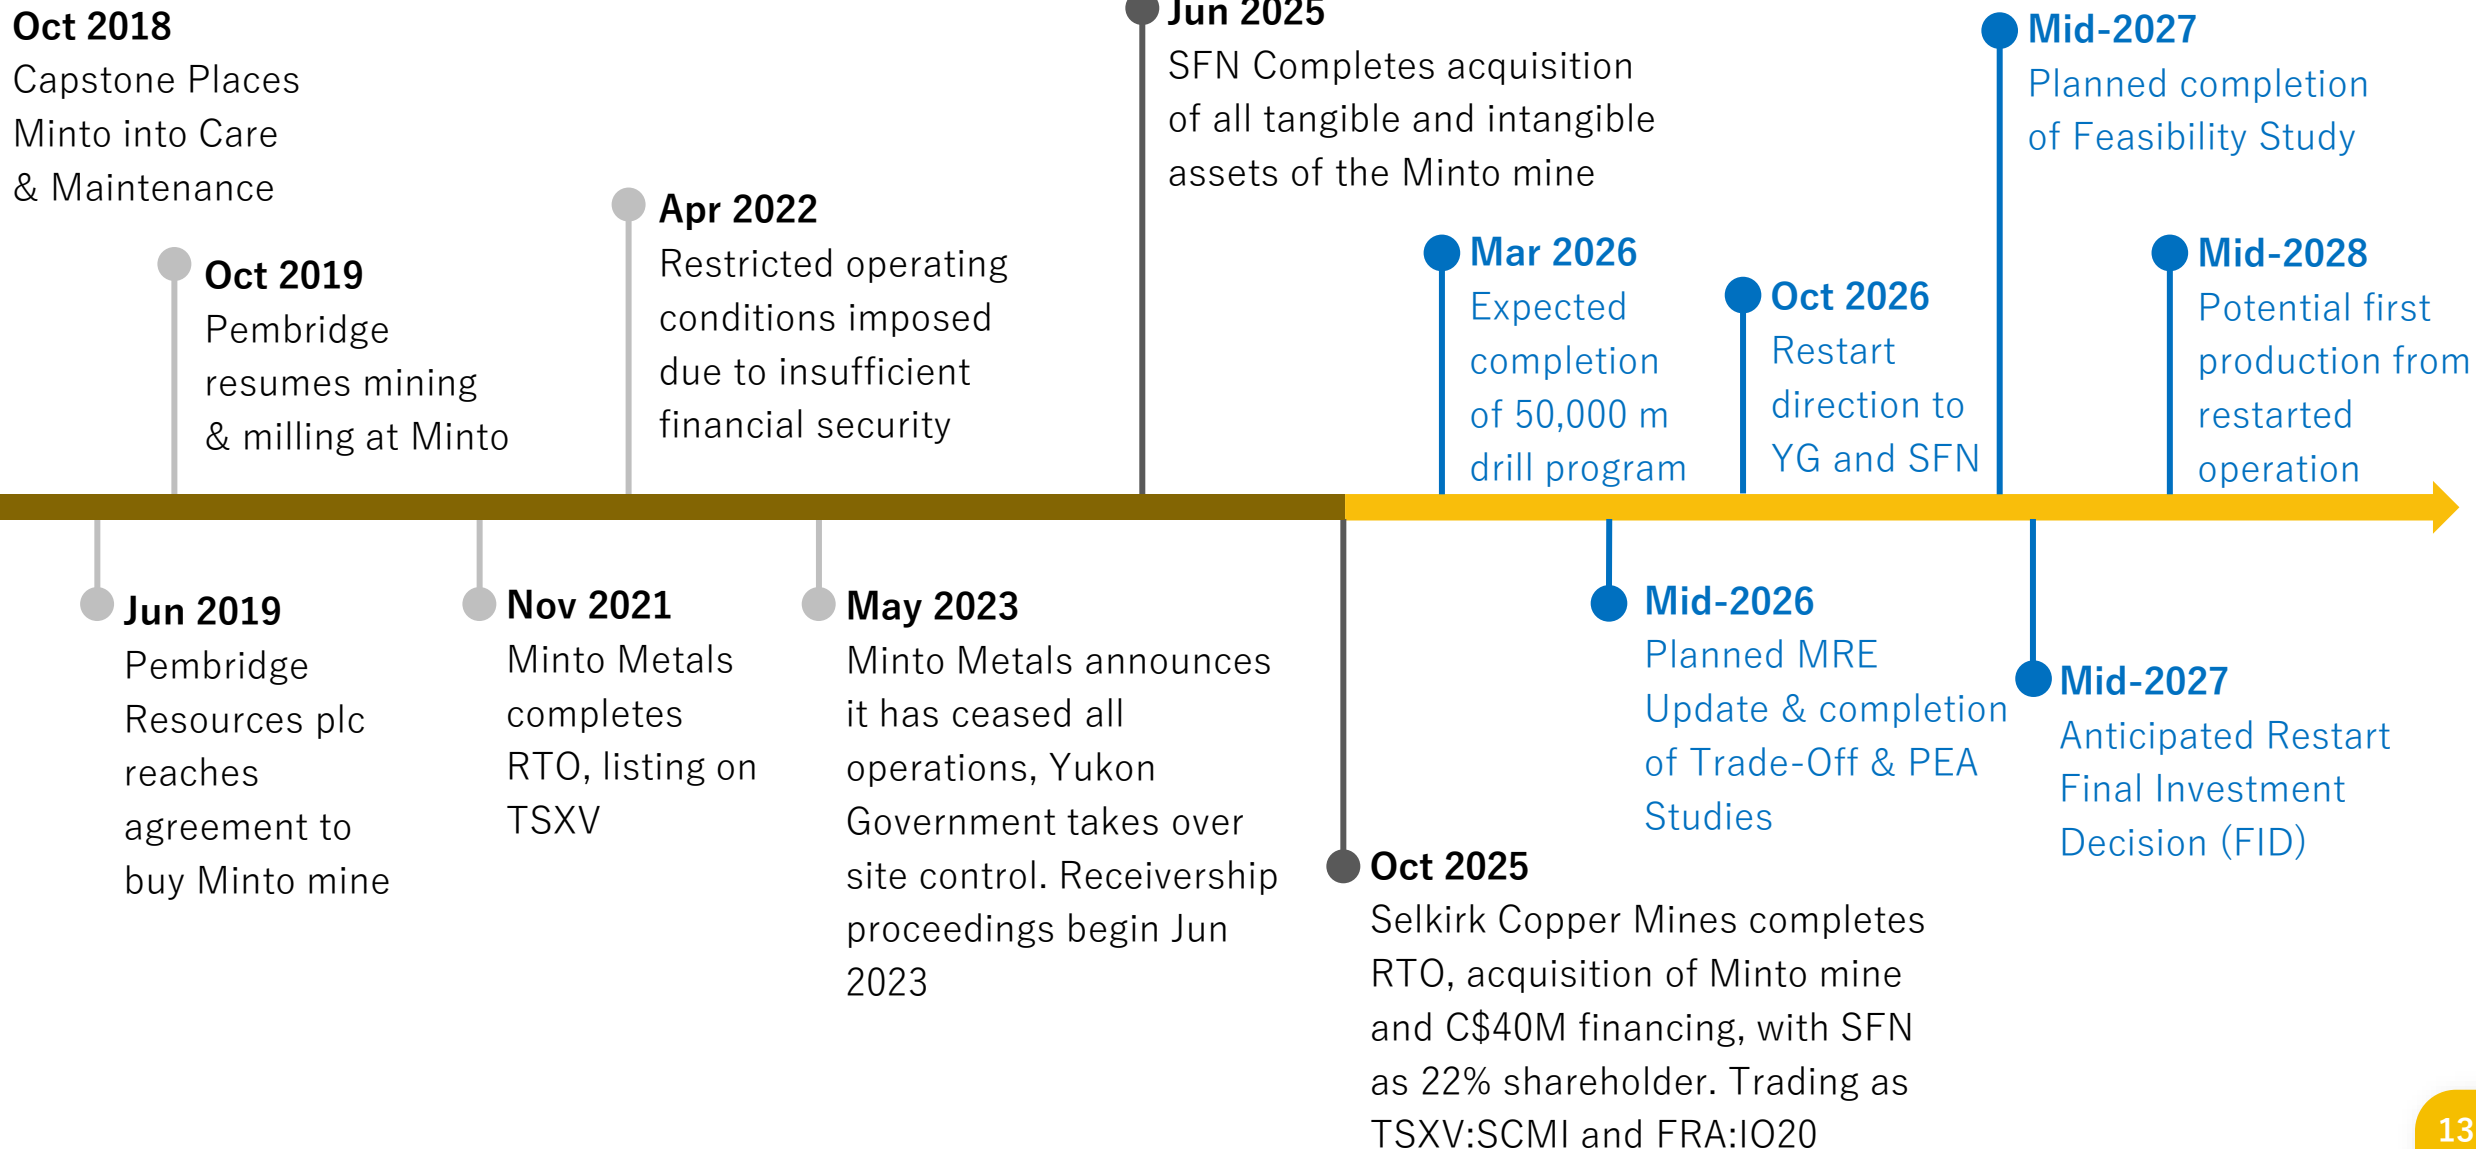 Oct 2018
Capstone Places
Minto into Care
& Maintenance
Oct 2019
Pembridge
resumes mining
& milling at Minto
Apr 2022
Restricted operating
conditions imposed
due to insufficient
financial security
Jun 2025
SFN Completes acquisition
of all tangible and intangible
assets of the Minto mine
Mar 2026
Expected
completion
of 50,000 m
drill program
Oct 2026
Restart
direction to
YG and SFN
Mid-2027
Planned completion
of Feasibility Study
Mid-2028
Potential first
production from
restarted
operation
Jun 2019
Pembridge
Resources plc
reaches
agreement to
buy Minto mine
Nov 2021
Minto Metals
completes
RTO, listing on
TSXV
May 2023
Minto Metals announces
it has ceased all
operations, Yukon
Government takes over
site control. Receivership
proceedings begin Jun
2023
Oct 2025
Selkirk Copper Mines completes
RTO, acquisition of Minto mine
and C$40M financing, with SFN
as 22% shareholder. Trading as
TSXV:SCMI and FRA:IO20
Mid-2026
Planned MRE
Update & completion
of Trade-Off & PEA
Studies
Mid-2027
Anticipated Restart
Final Investment
Decision (FID)
13